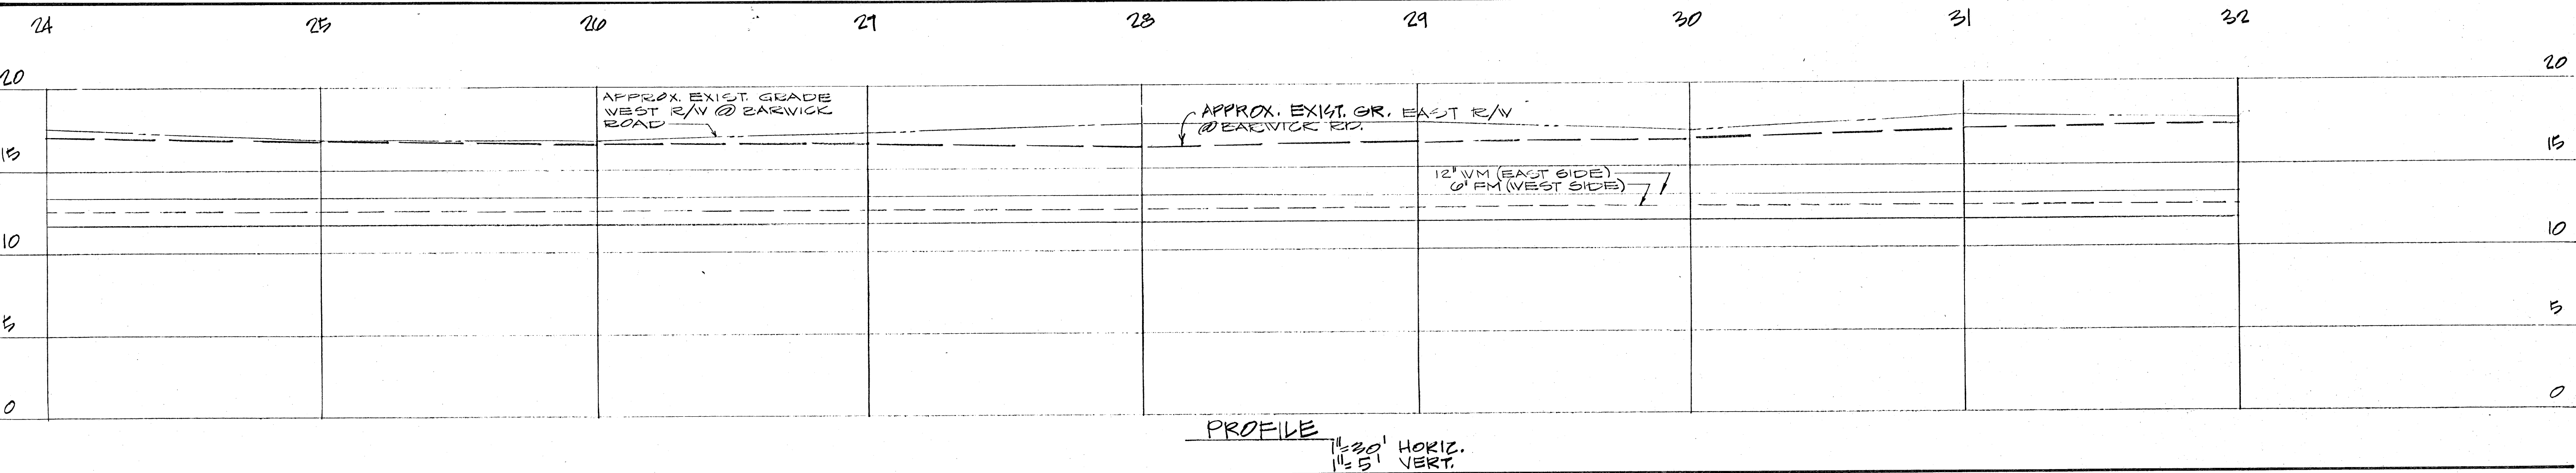 24 25 26 27 28 29 30 31 32
20 20
APPROX. EXIST. GRADE
WEST R/W @ BARWICK
ROAD
APPROX. EXIST. GR. EAST R/W
@ BARWICK RD.
15 15
12" WM (EAST SIDE)
6" FM (WEST SIDE)
10 10
5 5
0 0
PROFILE
1"=30' HORIZ.
1"=5' VERT.